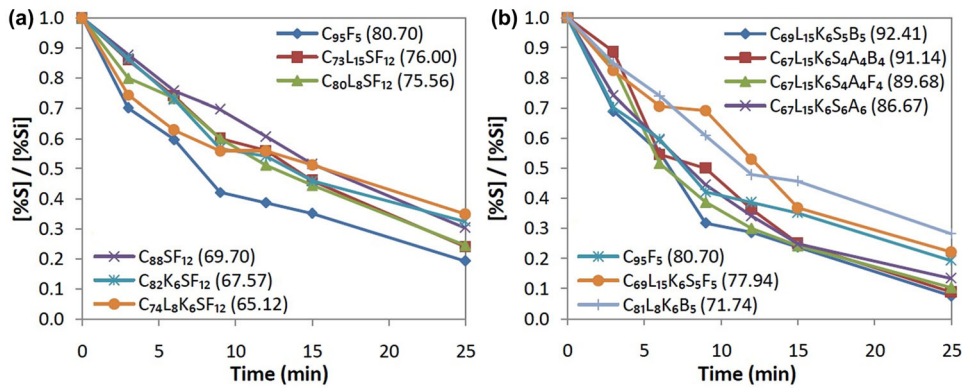 (a)
[%S] / [%Si]
1.0
0.9
0.8
0.7
0.6
0.5
0.4
0.3
0.2
0.1
0.0
C₉₅F₅ (80.70)
C₇₃L₁₅SF₁₂ (76.00)
C₈₀L₈SF₁₂ (75.56)
C₈₈SF₁₂ (69.70)
C₈₂K₆SF₁₂ (67.57)
C₇₄L₈K₆SF₁₂ (65.12)
0 5 10 15 20 25
Time (min)
(b)
[%S] / [%Si]
1.0
0.9
0.8
0.7
0.6
0.5
0.4
0.3
0.2
0.1
0.0
C₆₉L₁₅K₆S₅B₅ (92.41)
C₆₇L₁₅K₆S₄A₄B₄ (91.14)
C₆₇L₁₅K₆S₄A₄F₄ (89.68)
C₆₇L₁₅K₆S₆A₆ (86.67)
C₉₅F₅ (80.70)
C₆₉L₁₅K₆S₅F₅ (77.94)
C₈₁L₈K₆B₅ (71.74)
0 5 10 15 20 25
Time (min)